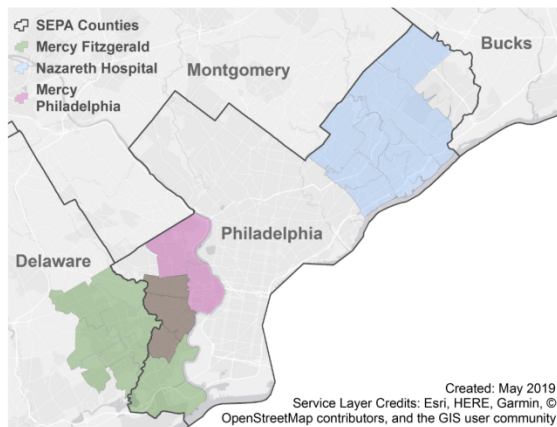 SEPA Counties
Mercy Fitzgerald
Nazareth Hospital
Mercy
Philadelphia
Bucks
Montgomery
Philadelphia
Delaware
Created: May 2019
Service Layer Credits: Esri, HERE, Garmin, ©
OpenStreetMap contributors, and the GIS user community